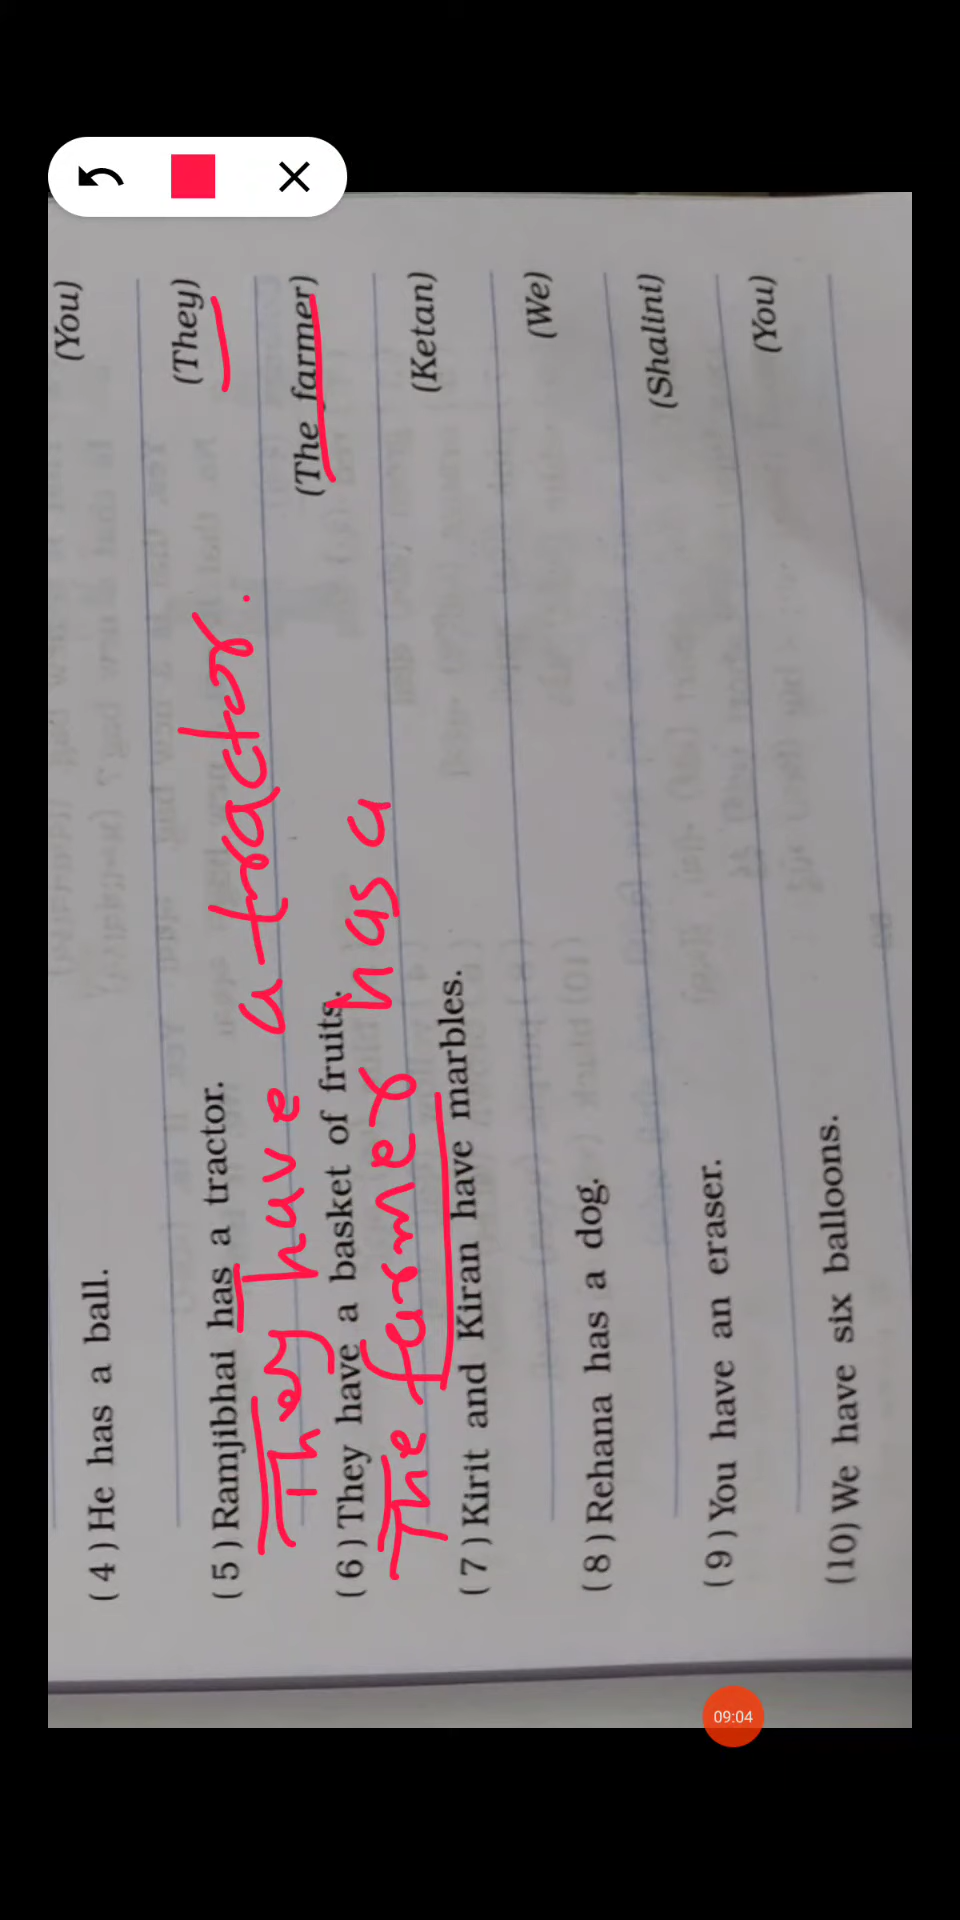 (4) He has a ball. (You)
(5) Ramjibhai has a tractor. (They)
They have a tractor.
(6) They have a basket of fruits. (The farmer)
The farmer has a
(7) Kirit and Kiran have marbles. (Ketan)
(8) Rehana has a dog. (We)
(9) You have an eraser. (Shalini)
(10) We have six balloons. (You)
09:04